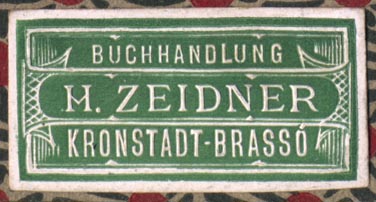 BUCHHANDLUNG
H. ZEIDNER
KRONSTADT-BRASSÓ